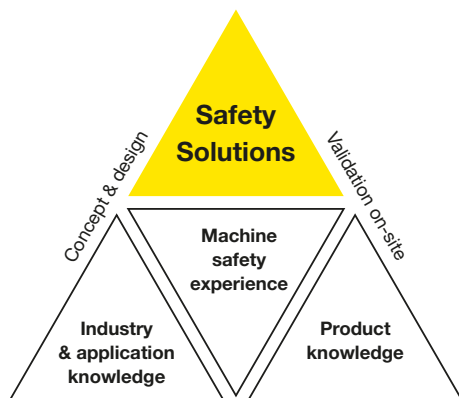 Safety
Solutions
Concept & design
Validation on-site
Machine
safety
experience
Industry
& application
knowledge
Product
knowledge